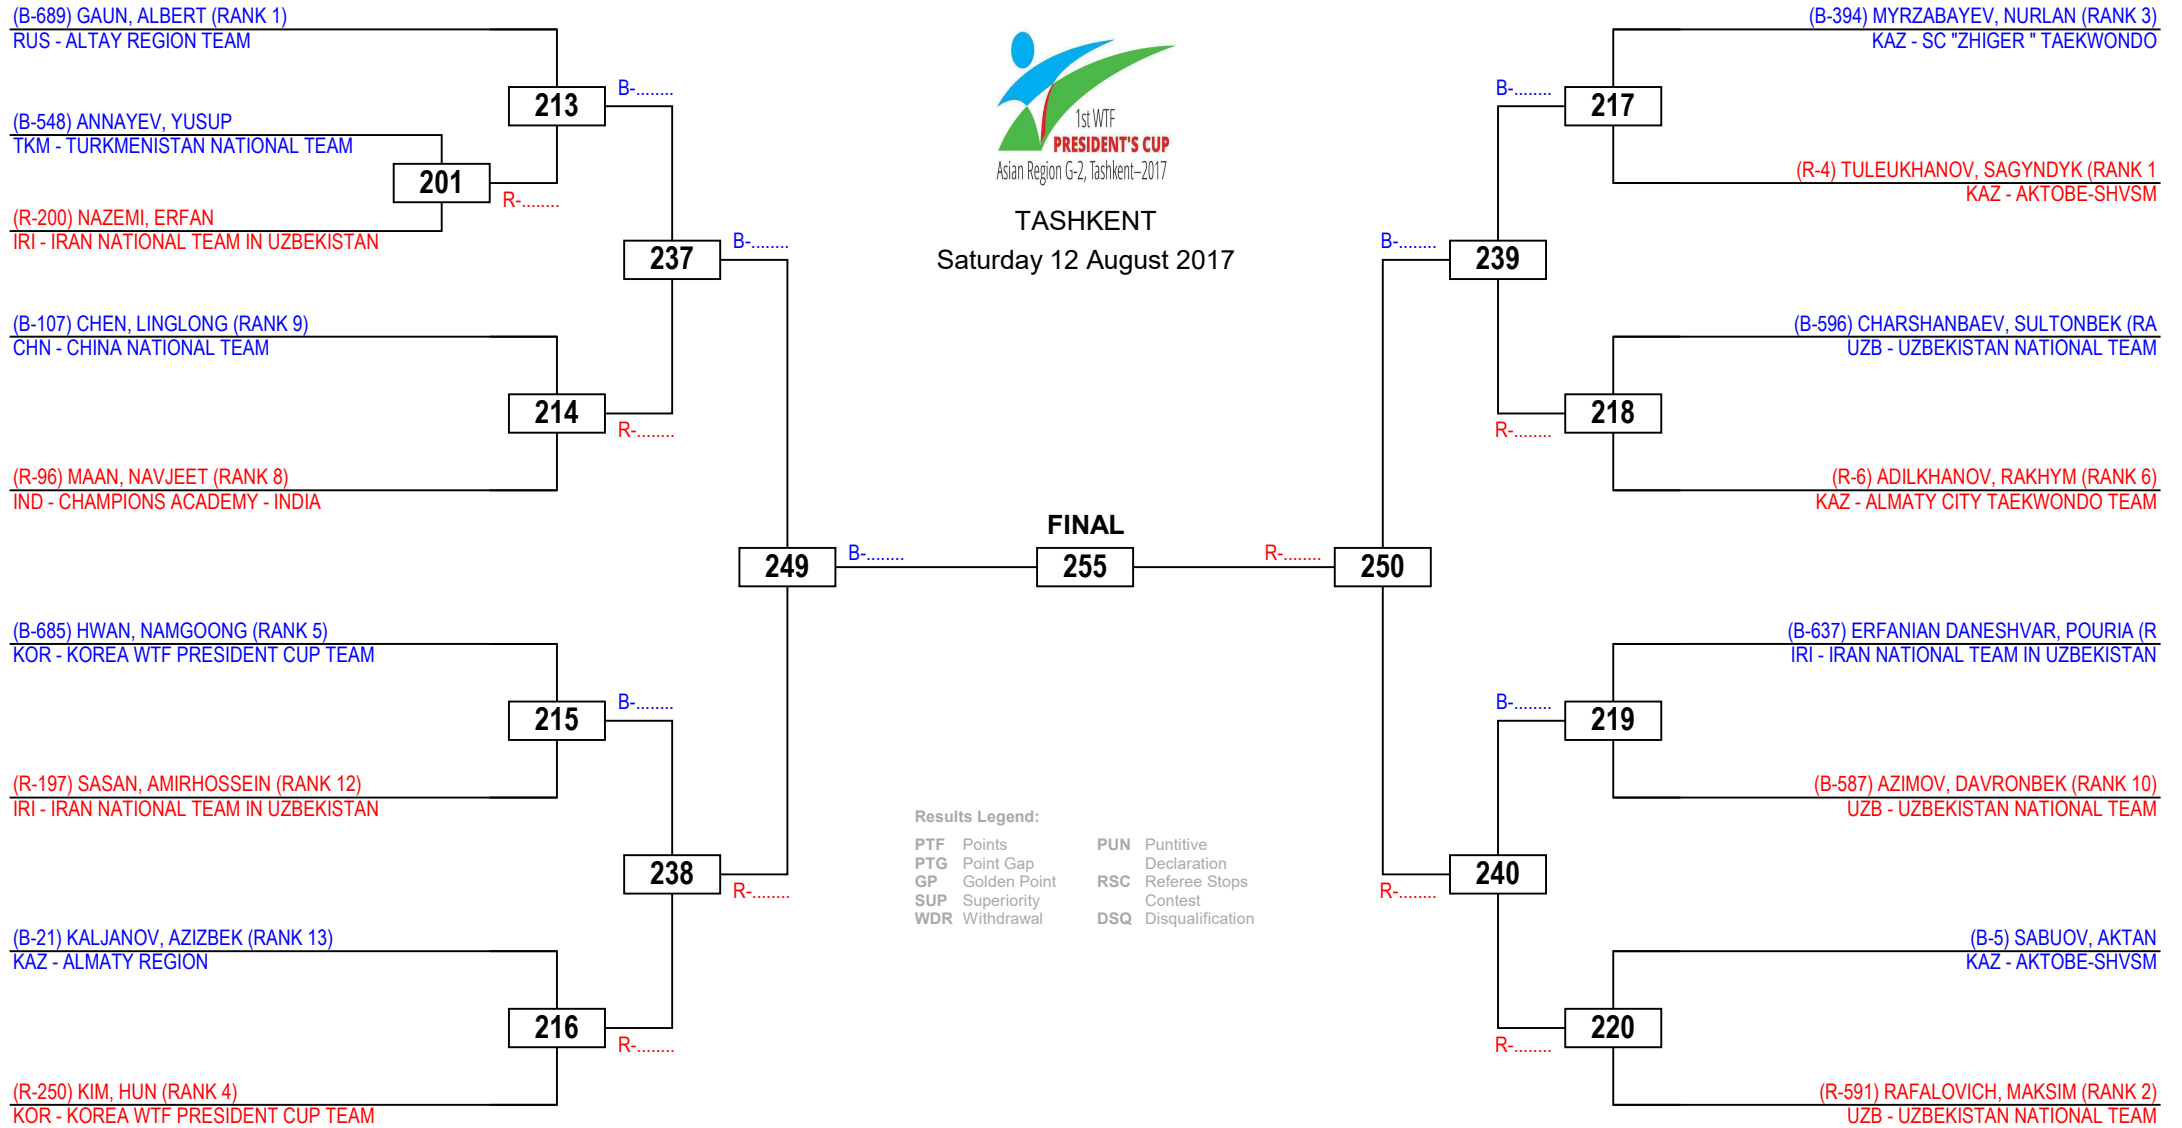 (B-689) GAUN, ALBERT (RANK 1)
RUS - ALTAY REGION TEAM
213
B-........
(B-548) ANNAYEV, YUSUP
TKM - TURKMENISTAN NATIONAL TEAM
201
R-........
(R-200) NAZEMI, ERFAN
IRI - IRAN NATIONAL TEAM IN UZBEKISTAN
237
B-........
(B-107) CHEN, LINGLONG (RANK 9)
CHN - CHINA NATIONAL TEAM
214
R-........
(R-96) MAAN, NAVJEET (RANK 8)
IND - CHAMPIONS ACADEMY - INDIA
249
B-........
(B-685) HWAN, NAMGOONG (RANK 5)
KOR - KOREA WTF PRESIDENT CUP TEAM
215
B-........
(R-197) SASAN, AMIRHOSSEIN (RANK 12)
IRI - IRAN NATIONAL TEAM IN UZBEKISTAN
238
R-........
(B-21) KALJANOV, AZIZBEK (RANK 13)
KAZ - ALMATY REGION
216
R-........
(R-250) KIM, HUN (RANK 4)
KOR - KOREA WTF PRESIDENT CUP TEAM
1st WTF
PRESIDENT'S CUP
Asian Region G-2, Tashkent–2017
TASHKENT
Saturday 12 August 2017
FINAL
255
Results Legend:
PTF Points
PTG Point Gap
GP Golden Point
SUP Superiority
WDR Withdrawal
PUN Puntitive
Declaration
RSC Referee Stops
Contest
DSQ Disqualification
(B-394) MYRZABAYEV, NURLAN (RANK 3)
KAZ - SC "ZHIGER " TAEKWONDO
B-........
217
(R-4) TULEUKHANOV, SAGYNDYK (RANK 1
KAZ - AKTOBE-SHVSM
B-........
239
(B-596) CHARSHANBAEV, SULTONBEK (RA
UZB - UZBEKISTAN NATIONAL TEAM
218
R-........
(R-6) ADILKHANOV, RAKHYM (RANK 6)
KAZ - ALMATY CITY TAEKWONDO TEAM
R-........
250
(B-637) ERFANIAN DANESHVAR, POURIA (R
IRI - IRAN NATIONAL TEAM IN UZBEKISTAN
B-........
219
(B-587) AZIMOV, DAVRONBEK (RANK 10)
UZB - UZBEKISTAN NATIONAL TEAM
240
R-........
(B-5) SABUOV, AKTAN
KAZ - AKTOBE-SHVSM
220
R-........
(R-591) RAFALOVICH, MAKSIM (RANK 2)
UZB - UZBEKISTAN NATIONAL TEAM